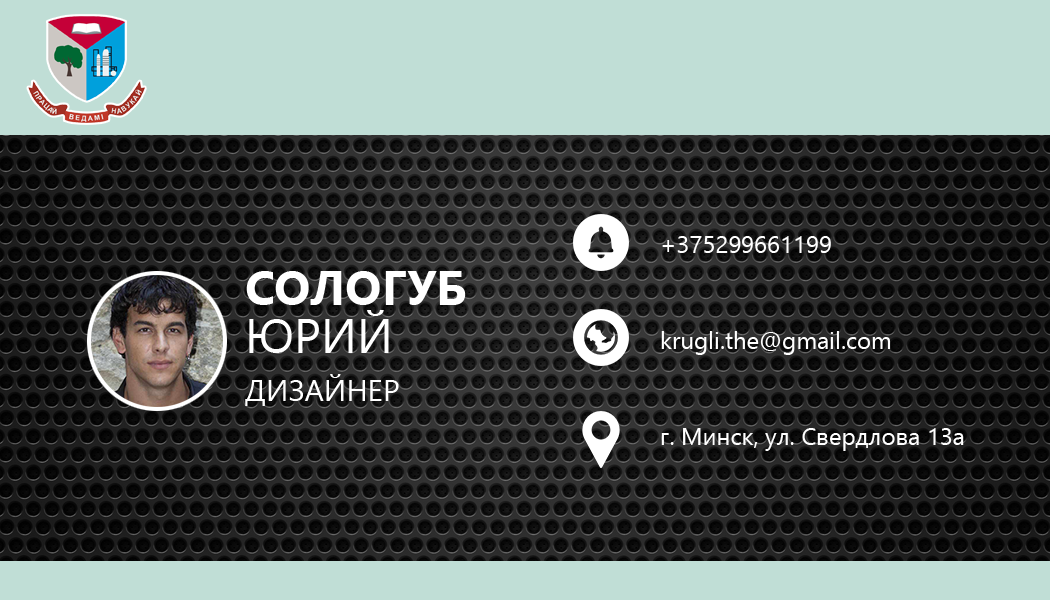 ПРАЦАЙ ВЕДАМІ НАВУКАЙ
СОЛОГУБ
ЮРИЙ
ДИЗАЙНЕР
+375299661199
krugli.the@gmail.com
г. Минск, ул. Свердлова 13а